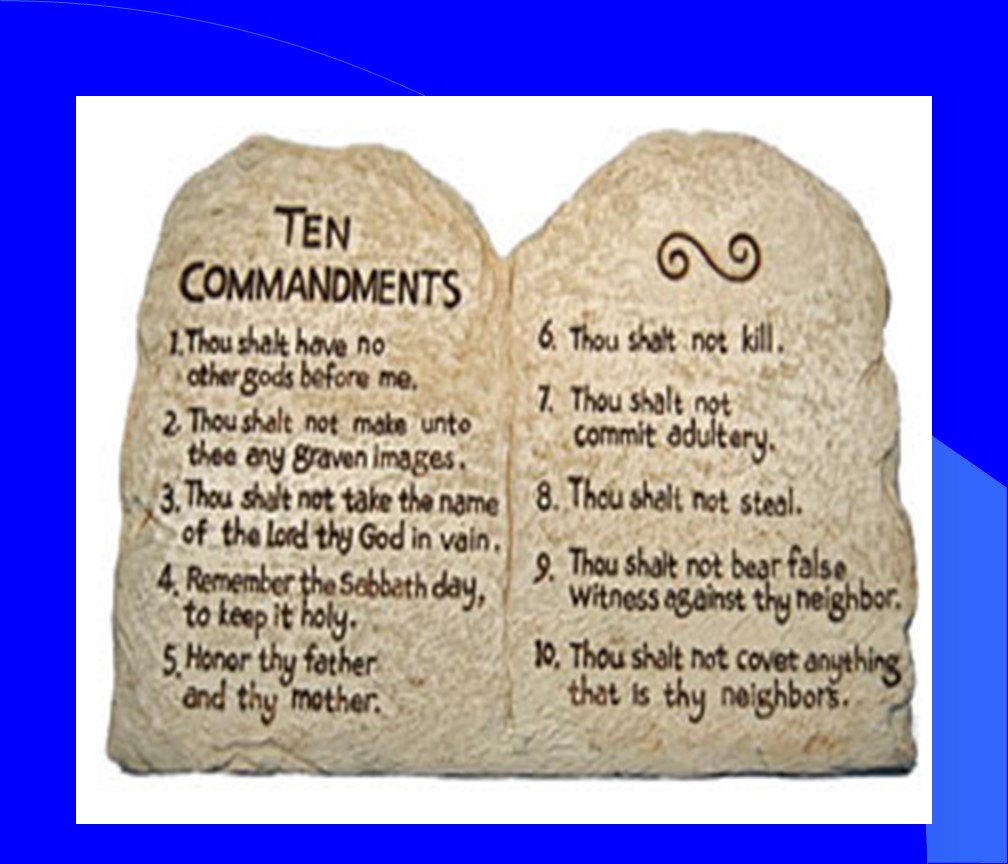 TEN
COMMANDMENTS
1. Thou shalt have no
other gods before me.
2. Thou shalt not make unto
thee any graven images.
3. Thou shalt not take the name
of the Lord thy God in vain.
4. Remember the Sabbath day,
to keep it holy.
5. Honor thy father
and thy mother.
6. Thou shalt not kill.
7. Thou shalt not
commit adultery.
8. Thou shalt not steal.
9. Thou shalt not bear false
witness against thy neighbor.
10. Thou shalt not covet anything
that is thy neighbor's.